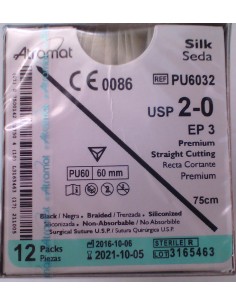 Atramat
Silk
Seda
CE 0086
REF PU6032
USP 2-0
EP 3
Premium
Straight Cutting
Recta Cortante
Premium
PU60 60 mm
75cm
Black / Negro • Braided / Trenzada • Siliconized
Siliconizada • Non-Absorbable / No Absorbible
Surgical Suture U.S.P. / Sutura Quirúrgica U.S.P.
12 Packs
Piezas
2016-10-06
2021-10-05
STERILE R
LOT 3165463